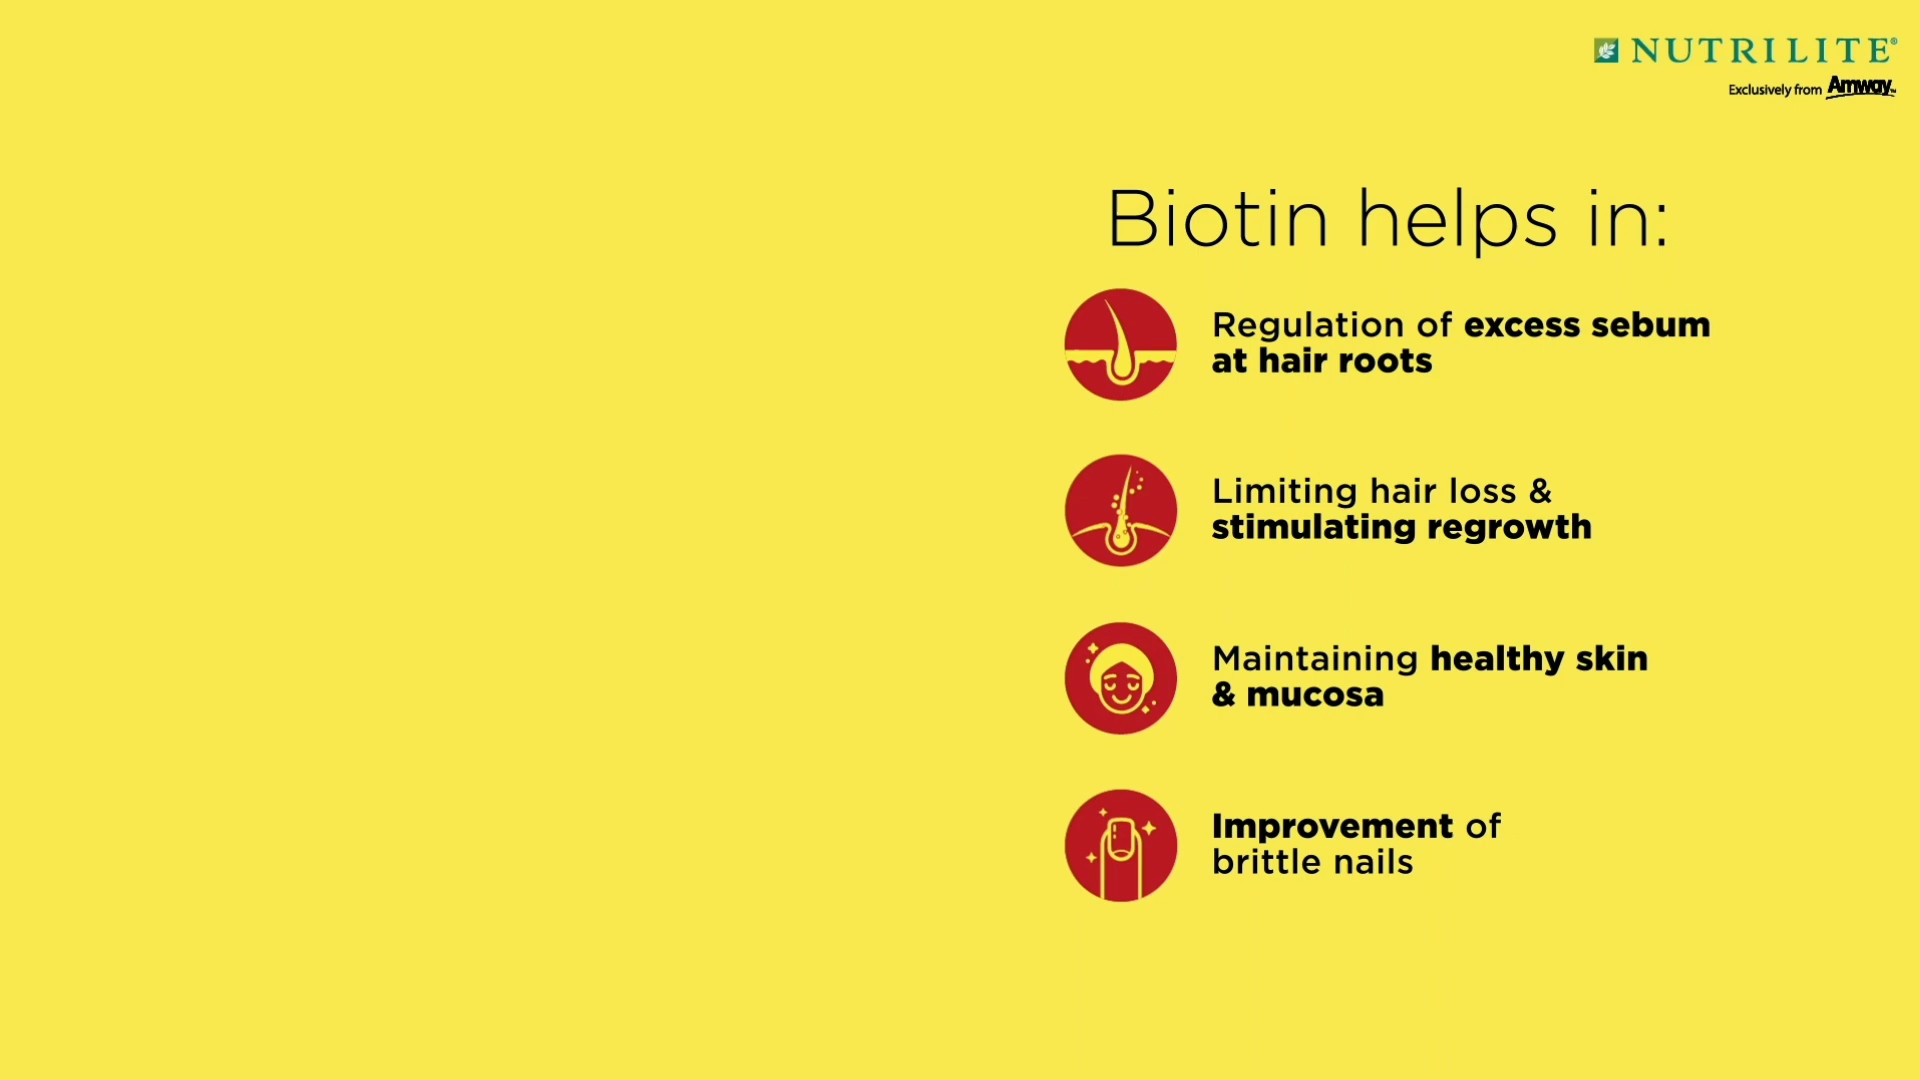 NUTRILITE®
Exclusively from Amway™
Biotin helps in:
Regulation of excess sebum
at hair roots
Limiting hair loss &
stimulating regrowth
Maintaining healthy skin
& mucosa
Improvement of
brittle nails